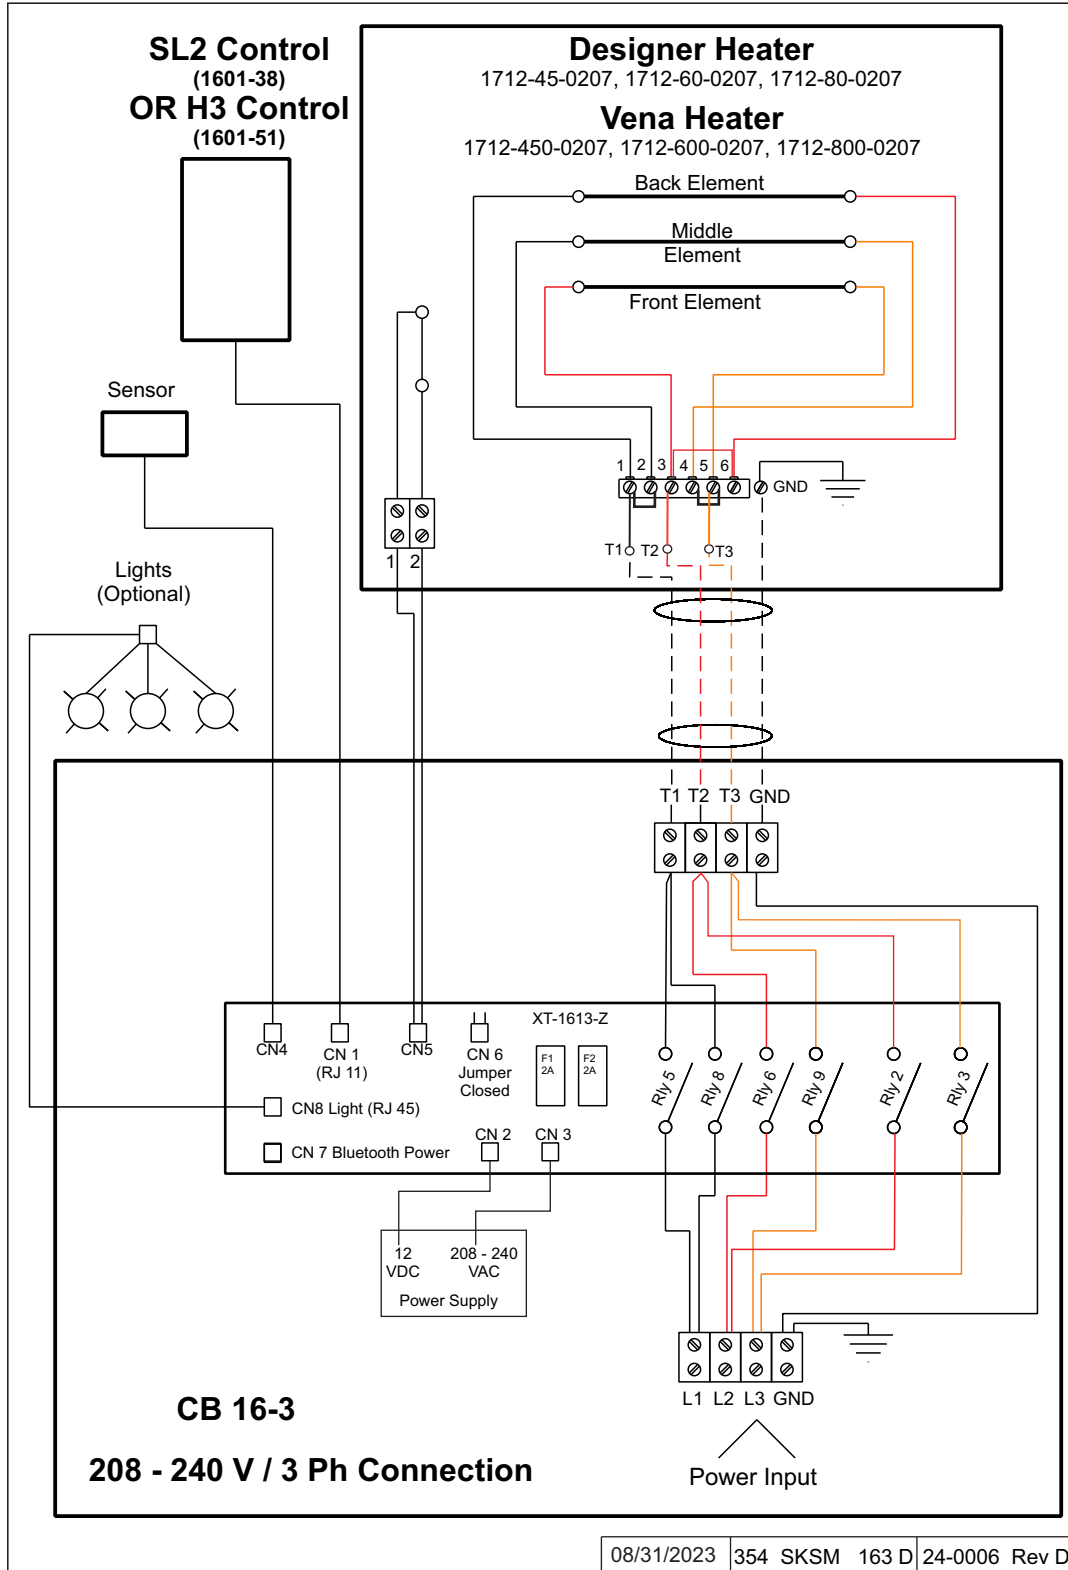 SL2 Control
(1601-38)
OR H3 Control
(1601-51)
Designer Heater
1712-45-0207, 1712-60-0207, 1712-80-0207
Vena Heater
1712-450-0207, 1712-600-0207, 1712-800-0207
Back Element
Middle
Element
Front Element
Sensor
1 2 3 4 5 6
GND
T1 T2 T3
1 2
Lights
(Optional)
T1 T2 T3 GND
XT-1613-Z
CN4
CN 1
(RJ 11)
CN5
CN 6
Jumper
Closed
F1
2A
F2
2A
Rly 5
Rly 8
Rly 6
Rly 9
Rly 2
Rly 3
CN8 Light (RJ 45)
CN 7 Bluetooth Power
CN 2
CN 3
12
VDC
208 - 240
VAC
Power Supply
L1 L2 L3 GND
Power Input
CB 16-3
208 - 240 V / 3 Ph Connection
08/31/2023 354 SKSM 163 D 24-0006 Rev D